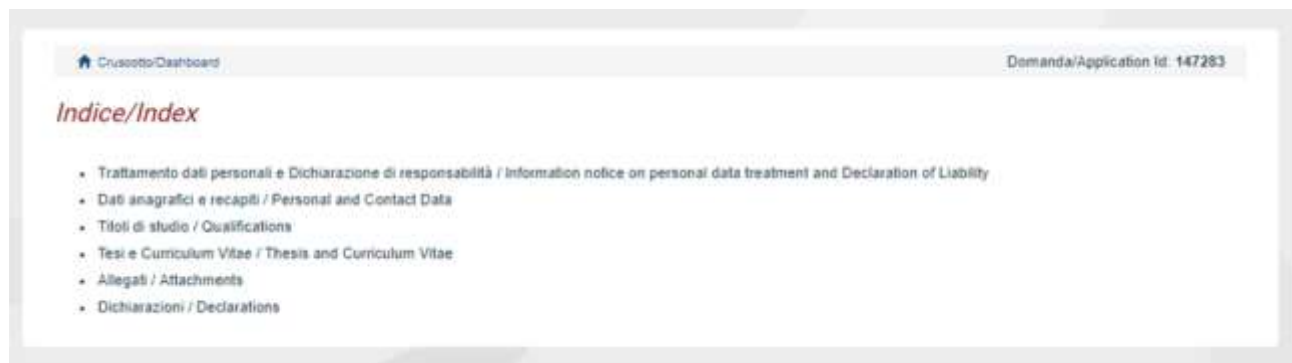 Cruscotto/Dashboard
Domanda/Application Id: 147283
Indice/Index
Trattamento dati personali e Dichiarazione di responsabilità / Information notice on personal data treatment and Declaration of Liability
Dati anagrafici e recapiti / Personal and Contact Data
Titoli di studio / Qualifications
Tesi e Curriculum Vitae / Thesis and Curriculum Vitae
Allegati / Attachments
Dichiarazioni / Declarations